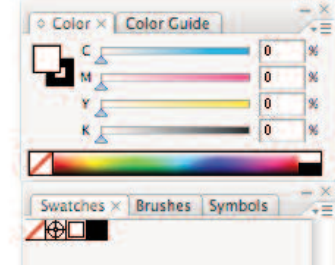 Color × Color Guide
C 0 %
M 0 %
Y 0 %
K 0 %
Swatches × Brushes Symbols